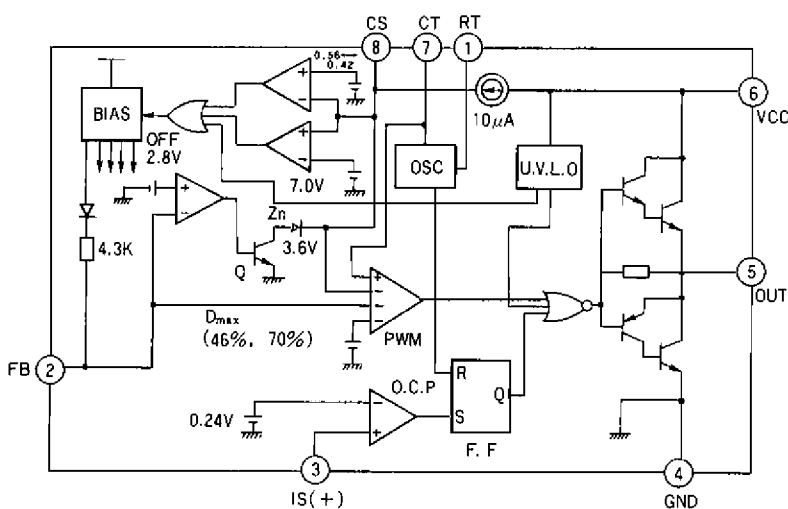 CS
CT
RT
8
7
1
0.56→
0.42
+
−
BIAS
10μA
6
VCC
OFF
2.8V
+
−
7.0V
OSC
U.V.L.O
+
−
Zn
3.6V
4.3K
Q
5
OUT
+
−
−
−
PWM
Dmax
(46%, 70%)
FB
2
O.C.P
R
Q
S
0.24V
−
+
F.F
3
IS(+)
4
GND